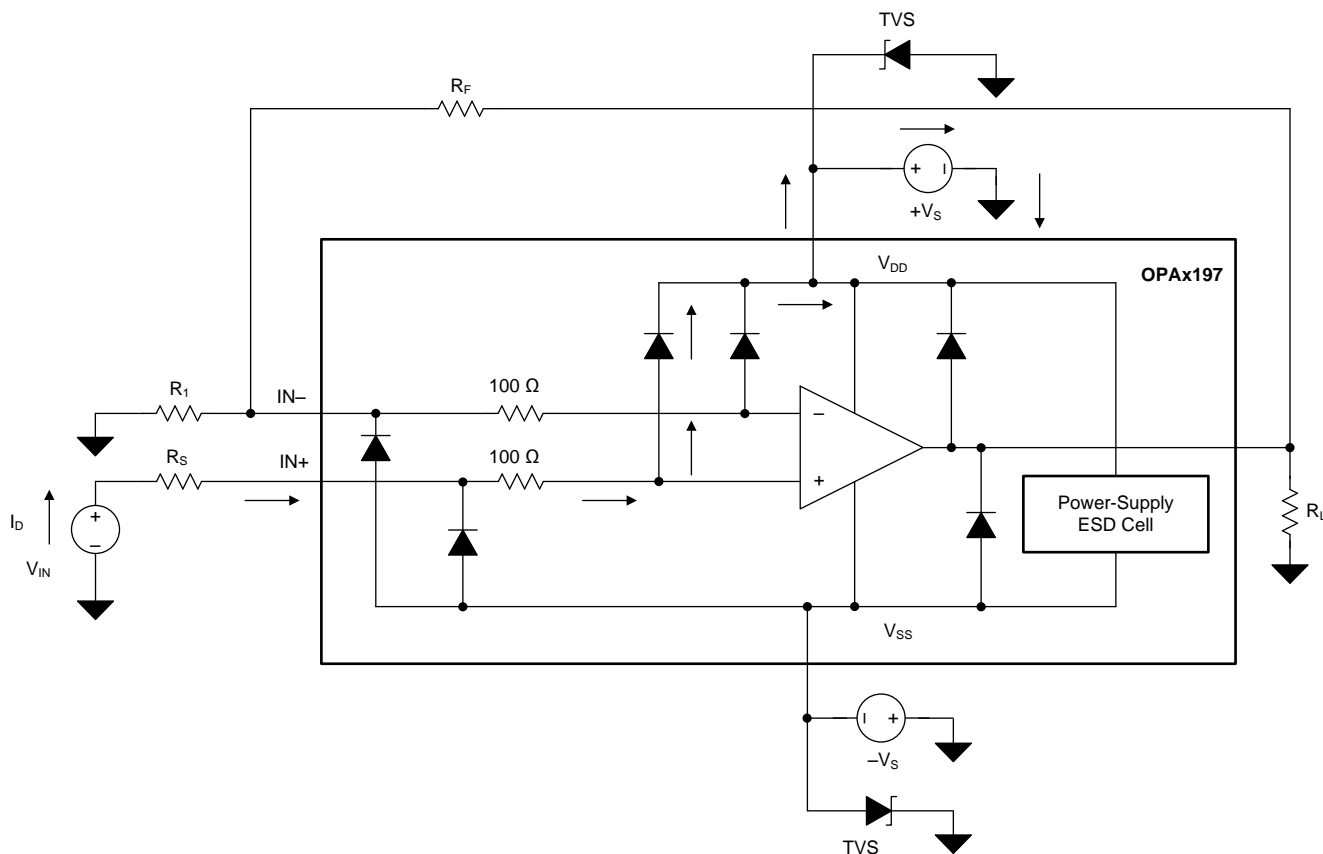 TVS
R_F
+ –
+V_S
V_DD
OPAx197
R_1
IN–
100 Ω
–
R_S
IN+
100 Ω
+
Power-Supply
ESD Cell
R_L
I_D
+
–
V_IN
V_SS
– +
–V_S
TVS